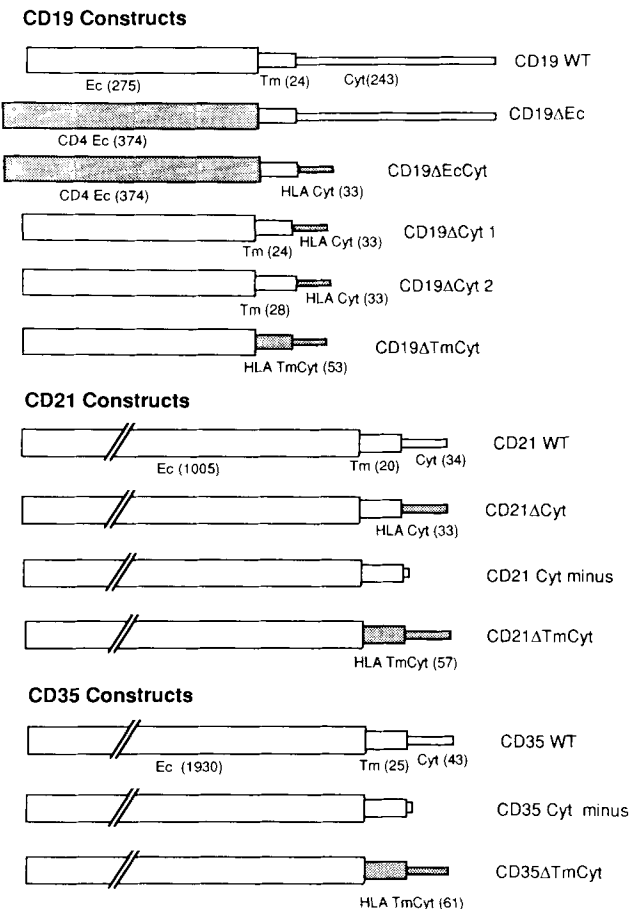 CD19 Constructs
CD19 WT
Ec (275)
Tm (24)
Cyt(243)
CD19ΔEc
CD4 Ec (374)
CD19ΔEcCyt
CD4 Ec (374)
HLA Cyt (33)
CD19ΔCyt 1
Tm (24)
HLA Cyt (33)
CD19ΔCyt 2
Tm (28)
HLA Cyt (33)
CD19ΔTmCyt
HLA TmCyt (53)
CD21 Constructs
CD21 WT
Ec (1005)
Tm (20)
Cyt (34)
CD21ΔCyt
HLA Cyt (33)
CD21 Cyt minus
CD21ΔTmCyt
HLA TmCyt (57)
CD35 Constructs
CD35 WT
Ec (1930)
Tm (25)
Cyt (43)
CD35 Cyt minus
CD35ΔTmCyt
HLA TmCyt (61)